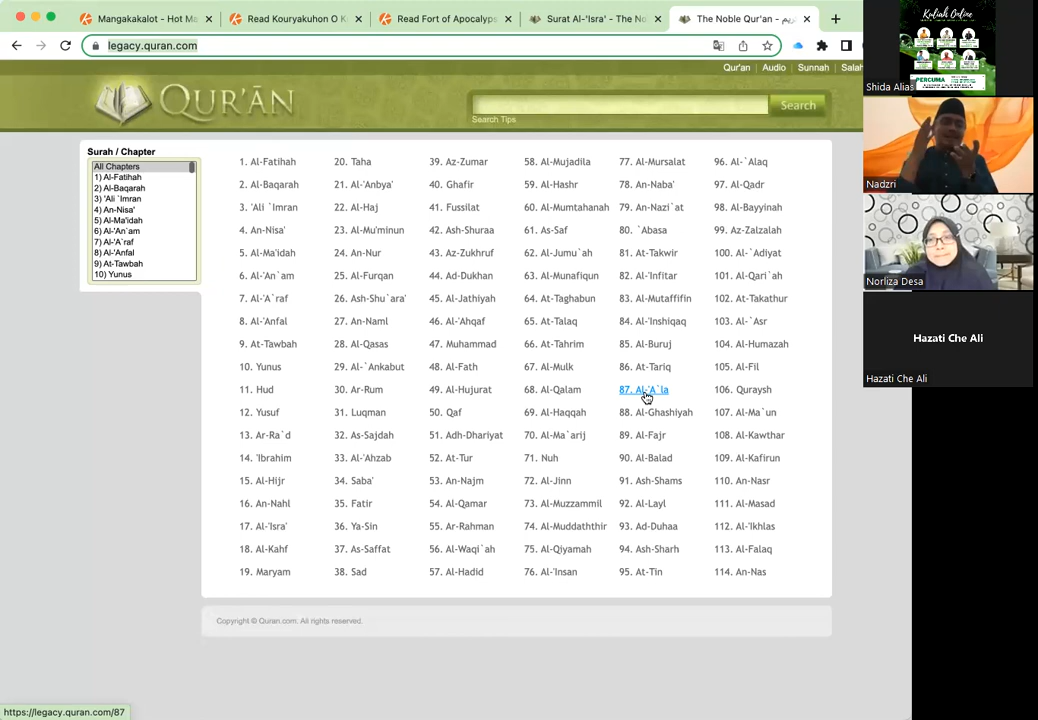 Mangakakalot - Hot Ma
Read Kouryakuhon O K
Read Fort of Apocalyps
Surat Al-'Isra' - The No
The Noble Qur'an - القرآن الكريم
legacy.quran.com
Qur'an | Audio | Sunnah | Salah
QUR'ĀN
Search
Search Tips
Surah / Chapter
All Chapters
1) Al-Fatihah
2) Al-Baqarah
3) 'Ali `Imran
4) An-Nisa'
5) Al-Ma'idah
6) Al-'An`am
7) Al-'A`raf
8) Al-'Anfal
9) At-Tawbah
10) Yunus
1. Al-Fatihah
2. Al-Baqarah
3. 'Ali `Imran
4. An-Nisa'
5. Al-Ma'idah
6. Al-'An`am
7. Al-'A`raf
8. Al-'Anfal
9. At-Tawbah
10. Yunus
11. Hud
12. Yusuf
13. Ar-Ra`d
14. 'Ibrahim
15. Al-Hijr
16. An-Nahl
17. Al-'Isra'
18. Al-Kahf
19. Maryam
20. Taha
21. Al-'Anbya'
22. Al-Haj
23. Al-Mu'minun
24. An-Nur
25. Al-Furqan
26. Ash-Shu`ara'
27. An-Naml
28. Al-Qasas
29. Al-`Ankabut
30. Ar-Rum
31. Luqman
32. As-Sajdah
33. Al-'Ahzab
34. Saba'
35. Fatir
36. Ya-Sin
37. As-Saffat
38. Sad
39. Az-Zumar
40. Ghafir
41. Fussilat
42. Ash-Shuraa
43. Az-Zukhruf
44. Ad-Dukhan
45. Al-Jathiyah
46. Al-'Ahqaf
47. Muhammad
48. Al-Fath
49. Al-Hujurat
50. Qaf
51. Adh-Dhariyat
52. At-Tur
53. An-Najm
54. Al-Qamar
55. Ar-Rahman
56. Al-Waqi`ah
57. Al-Hadid
58. Al-Mujadila
59. Al-Hashr
60. Al-Mumtahanah
61. As-Saf
62. Al-Jumu`ah
63. Al-Munafiqun
64. At-Taghabun
65. At-Talaq
66. At-Tahrim
67. Al-Mulk
68. Al-Qalam
69. Al-Haqqah
70. Al-Ma`arij
71. Nuh
72. Al-Jinn
73. Al-Muzzammil
74. Al-Muddaththir
75. Al-Qiyamah
76. Al-'Insan
77. Al-Mursalat
78. An-Naba'
79. An-Nazi`at
80. `Abasa
81. At-Takwir
82. Al-'Infitar
83. Al-Mutaffifin
84. Al-'Inshiqaq
85. Al-Buruj
86. At-Tariq
87. Al-'A`la
88. Al-Ghashiyah
89. Al-Fajr
90. Al-Balad
91. Ash-Shams
92. Al-Layl
93. Ad-Duhaa
94. Ash-Sharh
95. At-Tin
96. Al-`Alaq
97. Al-Qadr
98. Al-Bayyinah
99. Az-Zalzalah
100. Al-`Adiyat
101. Al-Qari`ah
102. At-Takathur
103. Al-`Asr
104. Al-Humazah
105. Al-Fil
106. Quraysh
107. Al-Ma`un
108. Al-Kawthar
109. Al-Kafirun
110. An-Nasr
111. Al-Masad
112. Al-'Ikhlas
113. Al-Falaq
114. An-Nas
Copyright © Quran.com. All rights reserved.
https://legacy.quran.com/87
Kuliah Online
PERCUMA
Shida Alias
Nadzri
Norliza Desa
Hazati Che Ali
Hazati Che Ali